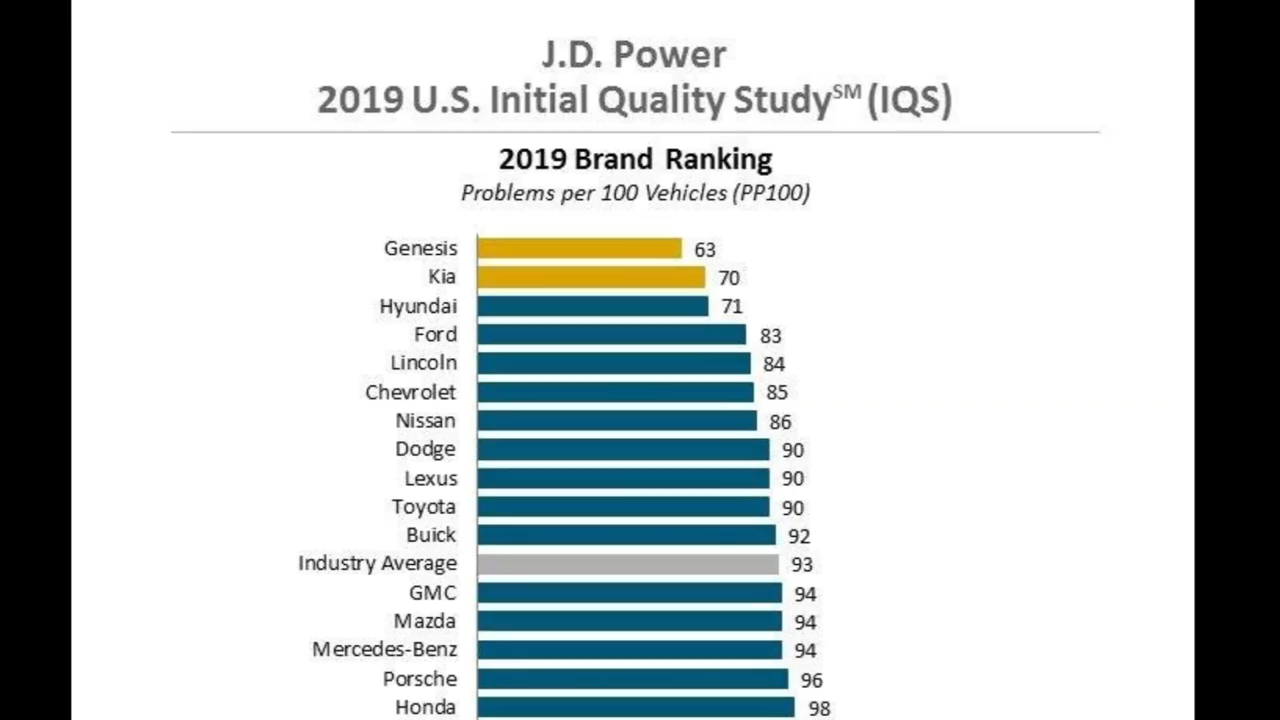 J.D. Power
2019 U.S. Initial Quality Study℠ (IQS)
2019 Brand Ranking
Problems per 100 Vehicles (PP100)
Genesis 63
Kia 70
Hyundai 71
Ford 83
Lincoln 84
Chevrolet 85
Nissan 86
Dodge 90
Lexus 90
Toyota 90
Buick 92
Industry Average 93
GMC 94
Mazda 94
Mercedes-Benz 94
Porsche 96
Honda 98